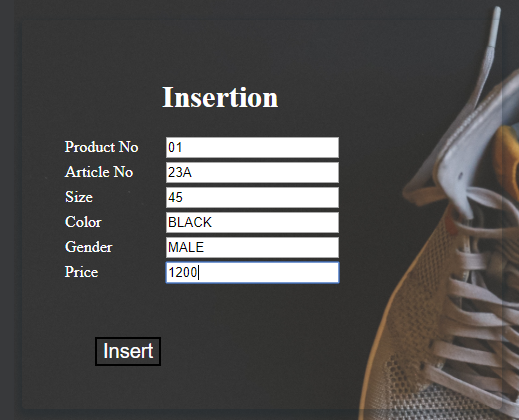 Insertion
Product No 01
Article No 23A
Size 45
Color BLACK
Gender MALE
Price 1200
Insert